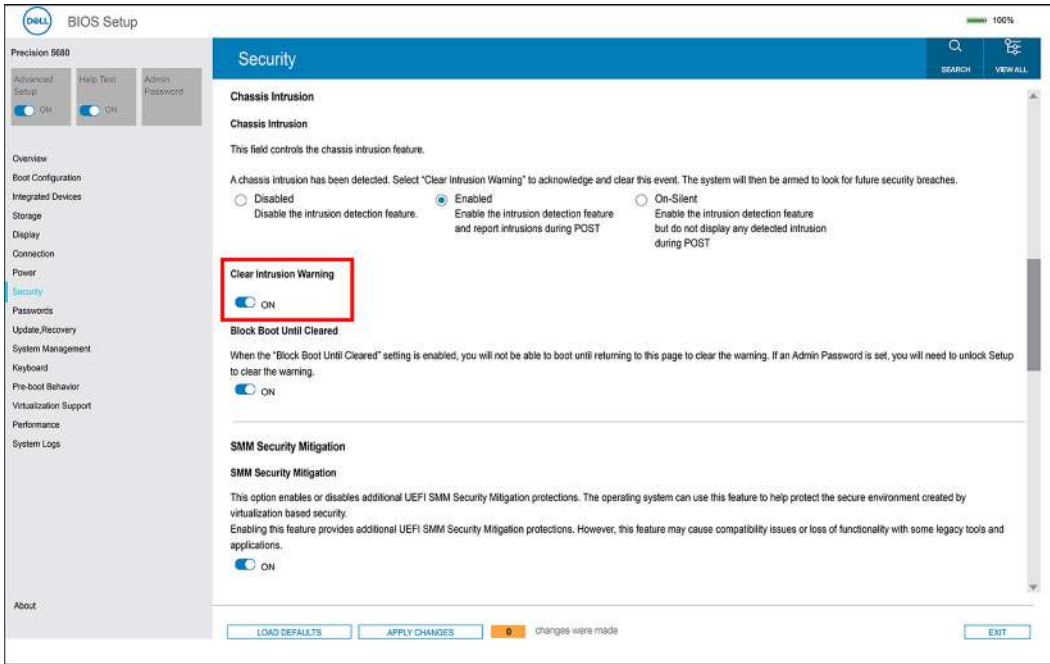 DELL BIOS Setup 100%
Precision 5680
Advanced Setup
ON
Help Text
ON
Admin Password
Security
SEARCH
VIEW ALL
Overview
Boot Configuration
Integrated Devices
Storage
Display
Connection
Power
Security
Passwords
Update,Recovery
System Management
Keyboard
Pre-boot Behavior
Virtualization Support
Performance
System Logs
About
Chassis Intrusion
Chassis Intrusion
This field controls the chassis intrusion feature.
A chassis intrusion has been detected. Select "Clear Intrusion Warning" to acknowledge and clear this event. The system will then be armed to look for future security breaches.
Disabled
Disable the intrusion detection feature.
Enabled
Enable the intrusion detection feature
and report intrusions during POST
On-Silent
Enable the intrusion detection feature
but do not display any detected intrusion
during POST
Clear Intrusion Warning
ON
Block Boot Until Cleared
When the "Block Boot Until Cleared" setting is enabled, you will not be able to boot until returning to this page to clear the warning. If an Admin Password is set, you will need to unlock Setup
to clear the warning.
ON
SMM Security Mitigation
SMM Security Mitigation
This option enables or disables additional UEFI SMM Security Mitigation protections. The operating system can use this feature to help protect the secure environment created by
virtualization based security.
Enabling this feature provides additional UEFI SMM Security Mitigation protections. However, this feature may cause compatibility issues or loss of functionality with some legacy tools and
applications.
ON
LOAD DEFAULTS
APPLY CHANGES
0 changes were made
EXIT